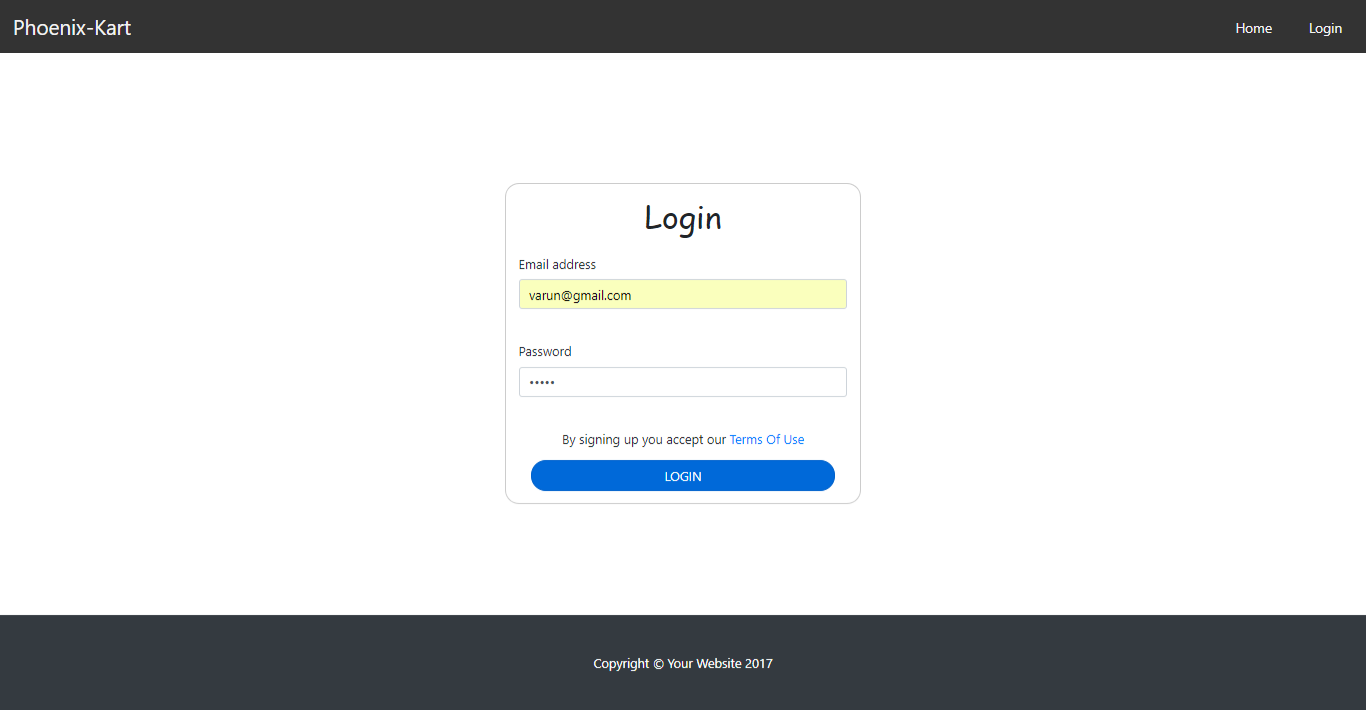 Phoenix-Kart Home Login
Login
Email address
varun@gmail.com
Password
•••••
By signing up you accept our Terms Of Use
LOGIN
Copyright © Your Website 2017